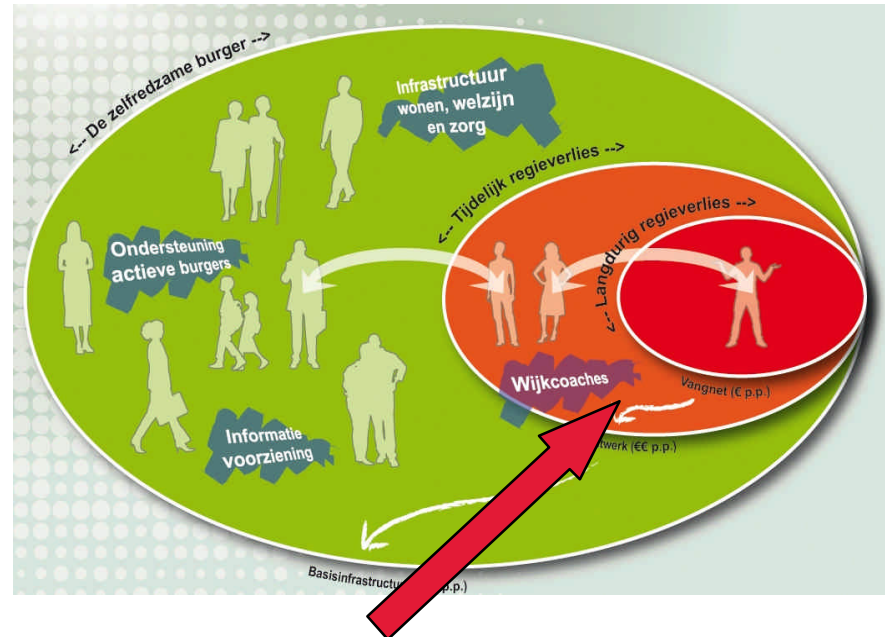 <-- De zelfredzame burger -->
Infrastructuur
wonen, welzijn
en zorg
<-- Tijdelijk regieverlies -->
<-- Langdurig regieverlies -->
Ondersteuning
actieve burgers
Wijkcoaches
Vangnet (€ p.p.)
(€€ p.p.)
Informatie
voorziening
p.p.)